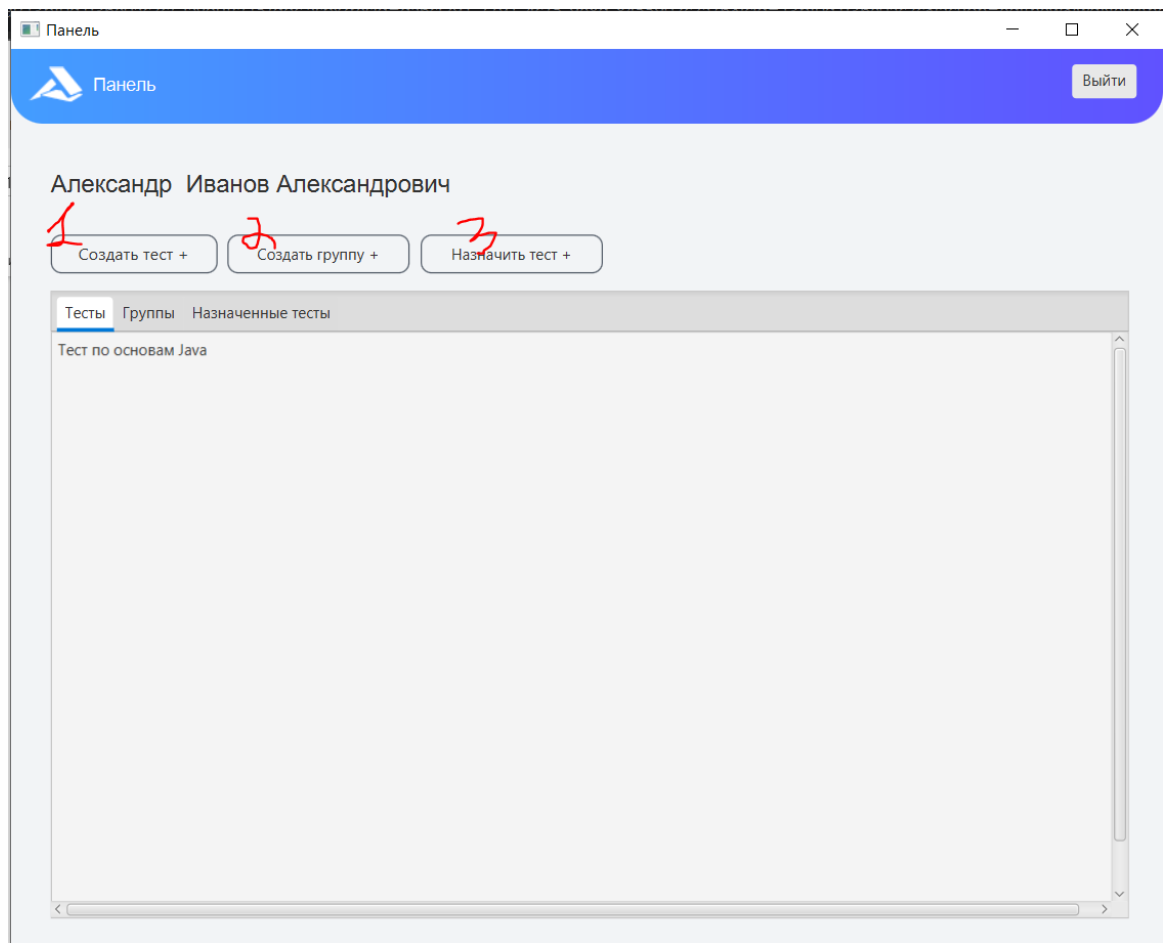 Панель
Панель
Выйти
Александр Иванов Александрович
1 2 3
Создать тест + Создать группу + Назначить тест +
Тесты Группы Назначенные тесты
Тест по основам Java